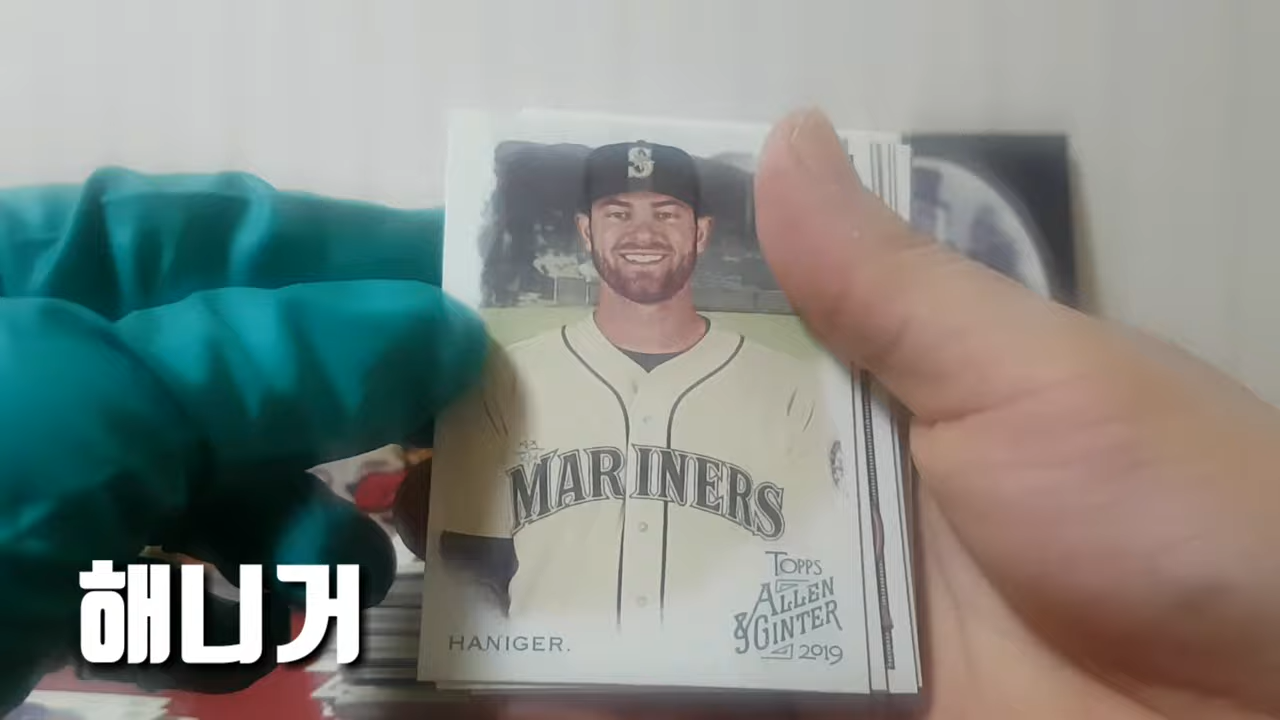 S
MARINERS
TOPPS
ALLEN
& GINTER
2019
HANIGER.
해니거